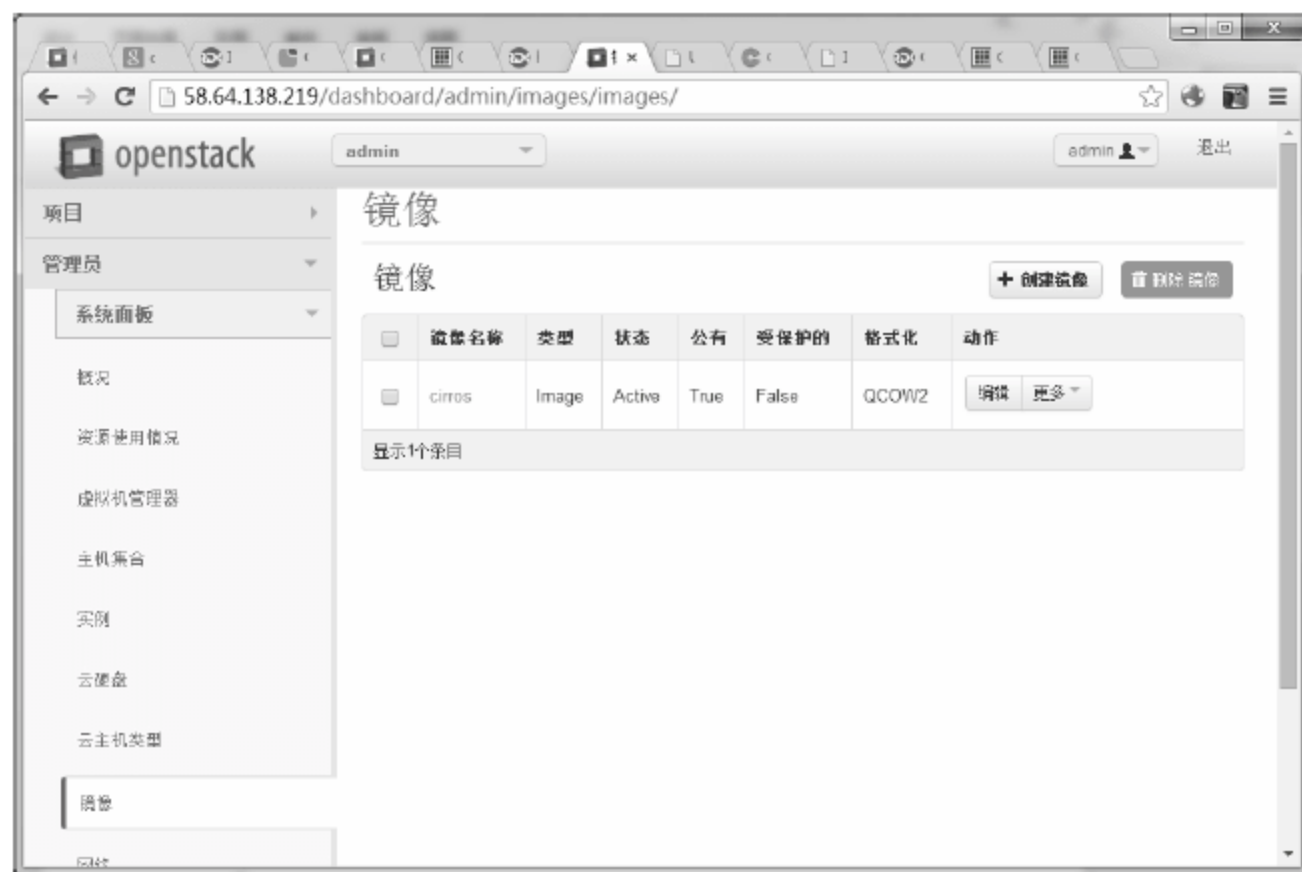 58.64.138.219/dashboard/admin/images/images/
openstack
admin
admin
退出
项目
管理员
系统面板
概况
资源使用情况
虚拟机管理器
主机集合
实例
云硬盘
云主机类型
镜像
镜像
镜像
+ 创建镜像
删除 镜像
镜像名称 类型 状态 公有 受保护的 格式化 动作
cirros Image Active True False QCOW2 编辑 更多
显示1个条目